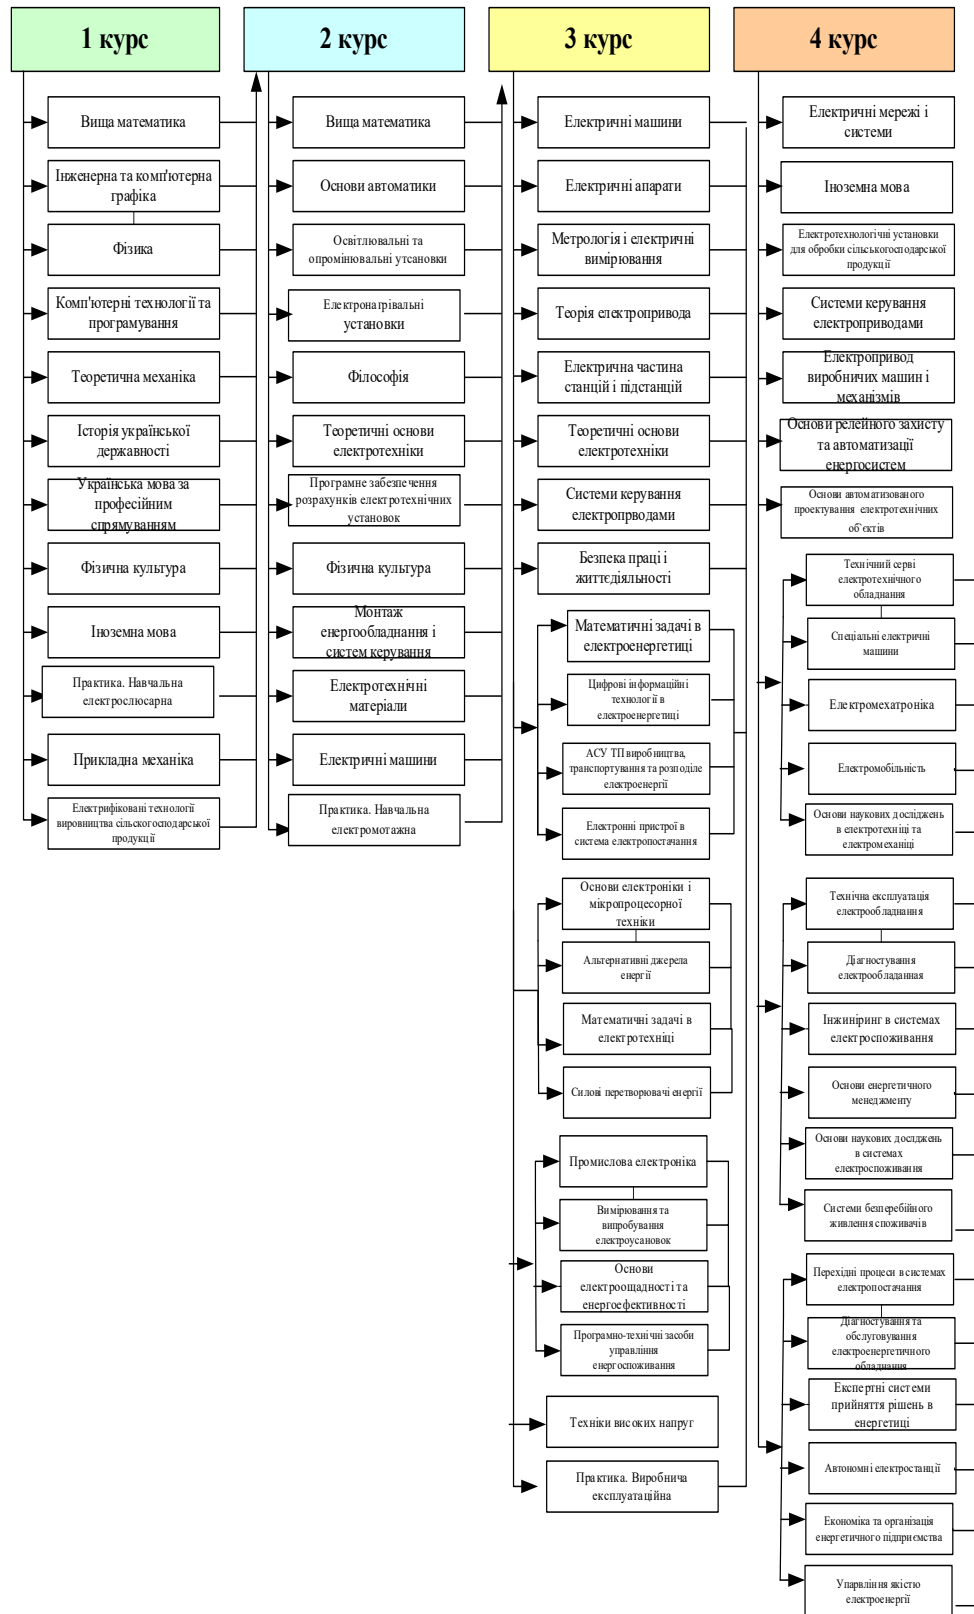 1 курс
Вища математика
Інженерна та комп'ютерна
графіка
Фізика
Комп'ютерні технології та
програмування
Теоретична механіка
Історія української
державності
Українська мова за
професійним
спрямуванням
Фізична культура
Іноземна мова
Практика. Навчальна
електрослюсарна
Прикладна механіка
Електрифіковані технології
вировництва сільскогосподарської
продукції
2 курс
Вища математика
Основи автоматики
Освітлювальні та
опромінювальні утсановки
Електронагрівальні
установки
Філософія
Теоретичні основи
електротехніки
Програмне забезпечення
розрахунків електротехнічних
установок
Фізична культура
Монтаж
енергообладнання і
систем керування
Електротехнічні
матеріали
Електричні машини
Практика. Навчальна
електромотажна
3 курс
Електричні машини
Електричні апарати
Метрологія і електричні
вимірювання
Теорія електропривода
Електрична частина
станцій і підстанцій
Теоретичні основи
електротехніки
Системи керування
електропрводами
Безпека праці і
життєдіяльності
Математичні задачі в
електроенергетиці
Цифрові інформаційні
технології в
електроенергетиці
АСУ ТП виробництва,
транспортування та розподіле
електроенергії
Електронні пристрої в
система електропостачання
Основи електроніки і
мікропроцесорної
техніки
Альтернативні джерела
енергії
Математичні задачі в
електротехніці
Силові перетворювачі енергії
Промислова електроніка
Вимірювання та
випробування
електроусановок
Основи
електроощадності та
енергоефективності
Програмно-технічні засоби
управління
енергоспоживання
Техніки високих напруг
Практика. Виробнича
експлуатаційна
4 курс
Електричні мережі і
системи
Іноземна мова
Електротехнологічні установки
для обробки сільськогосподарської
продукції
Системи керування
електроприводами
Електропривод
виробничих машин і
механізмів
Основи релейного захисту
та автоматизації
енергосистем
Основи автоматизованого
проектування електротехнічних
об`єктів
Технічний серві
електротехнічного
обладнання
Спеціальні електричні
машини
Електромехатроніка
Електромобільність
Основи наукових досліджень
в електротехніці та
електромеханіці
Технічна експлуатація
електрообладнання
Діагностування
електрообладанная
Інжиніринг в системах
електроспоживання
Основи енергетичного
менеджменту
Основи наукових дослджень
в системах
електроспоживання
Системи безперебійного
живлення споживачів
Перехідні процеси в системах
електропостачання
Діагностування та
обслуговування
електроенергетичного
обладнання
Експертні системи
прийняття рішень в
енергетиці
Автономні електростанції
Економіка та організація
енергетичного підприємства
Упарвління якістю
електроенергії